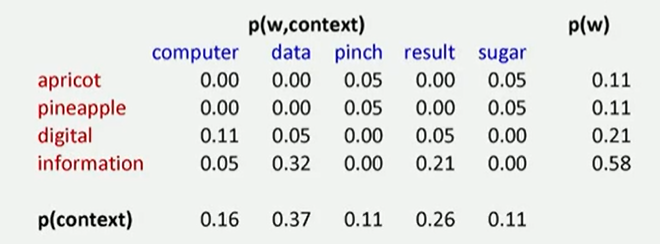 p(w,context) p(w)
computer data pinch result sugar
apricot 0.00 0.00 0.05 0.00 0.05 0.11
pineapple 0.00 0.00 0.05 0.00 0.05 0.11
digital 0.11 0.05 0.00 0.05 0.00 0.21
information 0.05 0.32 0.00 0.21 0.00 0.58
p(context) 0.16 0.37 0.11 0.26 0.11